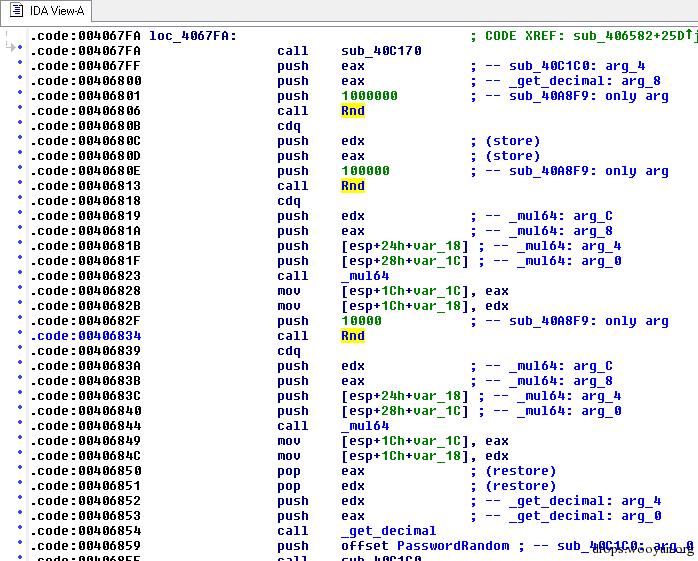 IDA View-A
.code:004067FA loc_4067FA: ; CODE XREF: sub_406582+25D↑j
.code:004067FA call sub_40C170
.code:004067FF push eax ; -- sub_40C1C0: arg_4
.code:00406800 push eax ; -- _get_decimal: arg_8
.code:00406801 push 1000000 ; -- sub_40A8F9: only arg
.code:00406806 call Rnd
.code:0040680B cdq
.code:0040680C push edx ; (store)
.code:0040680D push eax ; (store)
.code:0040680E push 100000 ; -- sub_40A8F9: only arg
.code:00406813 call Rnd
.code:00406818 cdq
.code:00406819 push edx ; -- _mul64: arg_C
.code:0040681A push eax ; -- _mul64: arg_8
.code:0040681B push [esp+24h+var_18] ; -- _mul64: arg_4
.code:0040681F push [esp+28h+var_1C] ; -- _mul64: arg_0
.code:00406823 call _mul64
.code:00406828 mov [esp+1Ch+var_1C], eax
.code:0040682B mov [esp+1Ch+var_18], edx
.code:0040682F push 10000 ; -- sub_40A8F9: only arg
.code:00406834 call Rnd
.code:00406839 cdq
.code:0040683A push edx ; -- _mul64: arg_C
.code:0040683B push eax ; -- _mul64: arg_8
.code:0040683C push [esp+24h+var_18] ; -- _mul64: arg_4
.code:00406840 push [esp+28h+var_1C] ; -- _mul64: arg_0
.code:00406844 call _mul64
.code:00406849 mov [esp+1Ch+var_1C], eax
.code:0040684C mov [esp+1Ch+var_18], edx
.code:00406850 pop eax ; (restore)
.code:00406851 pop edx ; (restore)
.code:00406852 push edx ; -- _get_decimal: arg_4
.code:00406853 push eax ; -- _get_decimal: arg_0
.code:00406854 call _get_decimal
.code:00406859 push offset PasswordRandom ; -- sub_40C1C0: arg_0
drops.wooyun.org